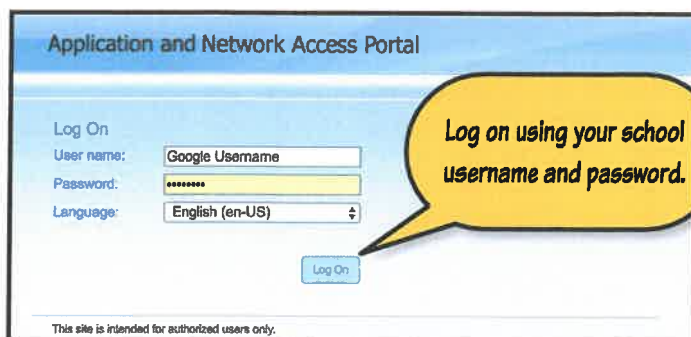 Application and Network Access Portal
Log On
User name: Google Username
Password: ••••••••
Language: English (en-US)
Log On
Log on using your school
username and password.
This site is intended for authorized users only.